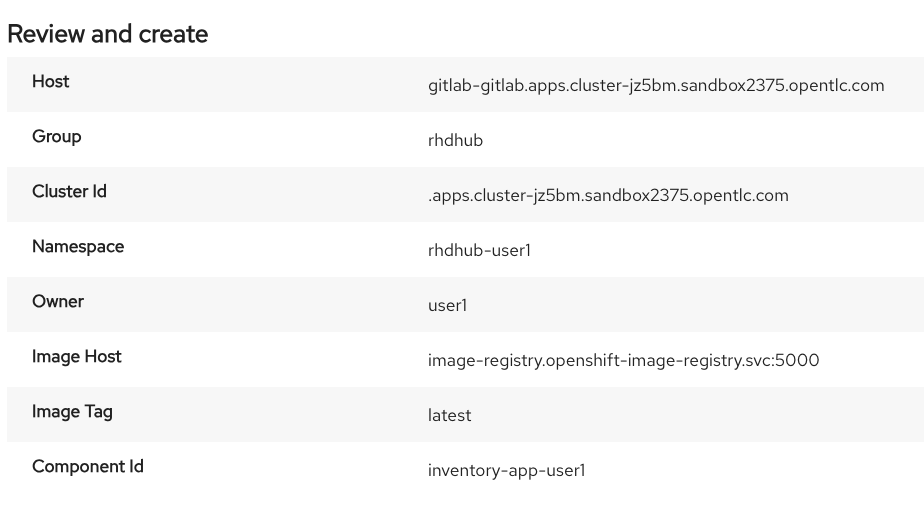 Review and create
Host gitlab-gitlab.apps.cluster-jz5bm.sandbox2375.opentlc.com
Group rhdhub
Cluster Id .apps.cluster-jz5bm.sandbox2375.opentlc.com
Namespace rhdhub-user1
Owner user1
Image Host image-registry.openshift-image-registry.svc:5000
Image Tag latest
Component Id inventory-app-user1